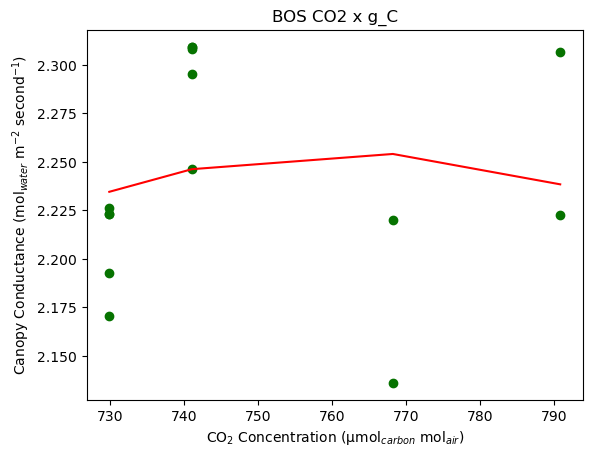 BOS CO2 x g_C
2.300
2.275
2.250
2.225
2.200
2.175
2.150
Canopy Conductance (mol_water m⁻² second⁻¹)
730 740 750 760 770 780 790
CO₂ Concentration (μmol_carbon mol_air)